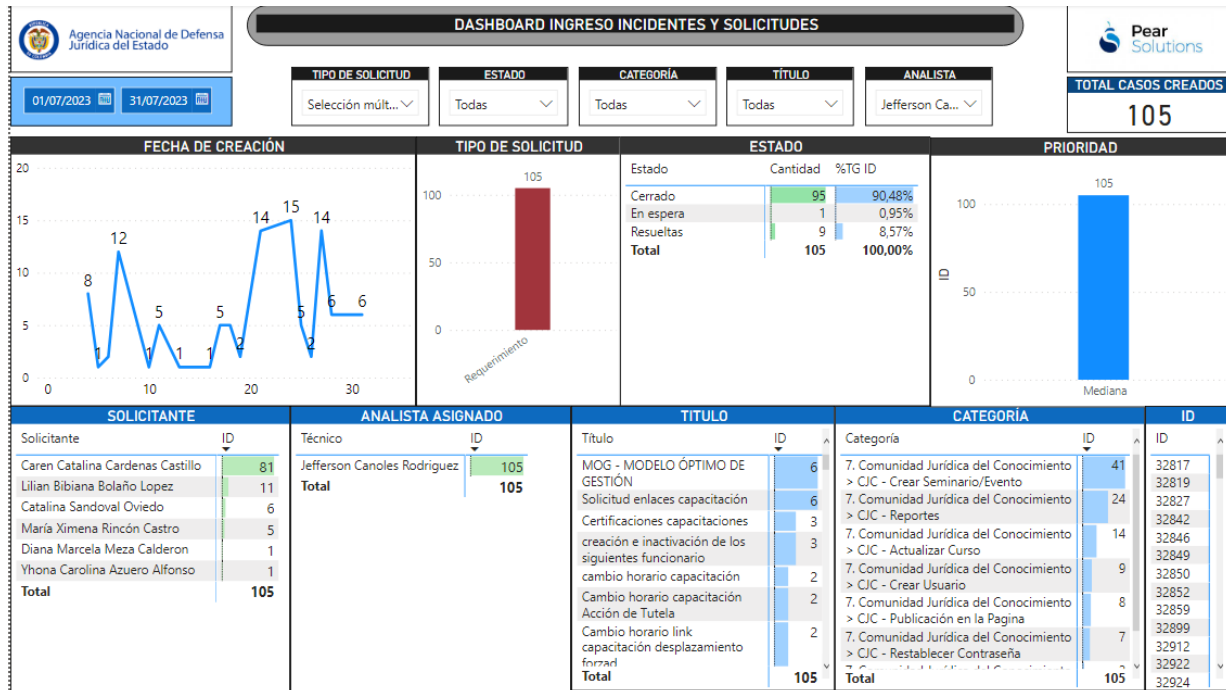 Agencia Nacional de Defensa
Jurídica del Estado
DASHBOARD INGRESO INCIDENTES Y SOLICITUDES
Pear
Solutions
01/07/2023 31/07/2023
TIPO DE SOLICITUD
Selección múlt...
ESTADO
Todas
CATEGORÍA
Todas
TÍTULO
Todas
ANALISTA
Jefferson Ca...
TOTAL CASOS CREADOS
105
FECHA DE CREACIÓN
20
15
10
5
0
8
1
12
1
5
1
1
5
2
14
15
5
2
14
6
6
0 10 20 30
TIPO DE SOLICITUD
105
100
50
0
Requerimiento
ESTADO
Estado Cantidad %TG ID
Cerrado 95 90,48%
En espera 1 0,95%
Resueltas 9 8,57%
Total 105 100,00%
PRIORIDAD
105
100
50
0
ID
Mediana
SOLICITANTE
Solicitante ID
Caren Catalina Cardenas Castillo 81
Lilian Bibiana Bolaño Lopez 11
Catalina Sandoval Oviedo 6
María Ximena Rincón Castro 5
Diana Marcela Meza Calderon 1
Yhona Carolina Azuero Alfonso 1
Total 105
ANALISTA ASIGNADO
Técnico ID
Jefferson Canoles Rodriguez 105
Total 105
TITULO
Título ID
MOG - MODELO ÓPTIMO DE 6
GESTIÓN
Solicitud enlaces capacitación 6
Certificaciones capacitaciones 3
creación e inactivación de los 3
siguientes funcionario
cambio horario capacitación 2
Cambio horario capacitación 2
Acción de Tutela
Cambio horario link 2
capacitación desplazamiento
forzad
Total 105
CATEGORÍA
Categoría ID
7. Comunidad Jurídica del Conocimiento 41
> CJC - Crear Seminario/Evento
7. Comunidad Jurídica del Conocimiento 24
> CJC - Reportes
7. Comunidad Jurídica del Conocimiento 14
> CJC - Actualizar Curso
7. Comunidad Jurídica del Conocimiento 9
> CJC - Crear Usuario
7. Comunidad Jurídica del Conocimiento 8
> CJC - Publicación en la Pagina
7. Comunidad Jurídica del Conocimiento 7
> CJC - Restablecer Contraseña
Total 105
ID
ID
32817
32819
32827
32842
32846
32849
32850
32852
32859
32899
32912
32922
32924